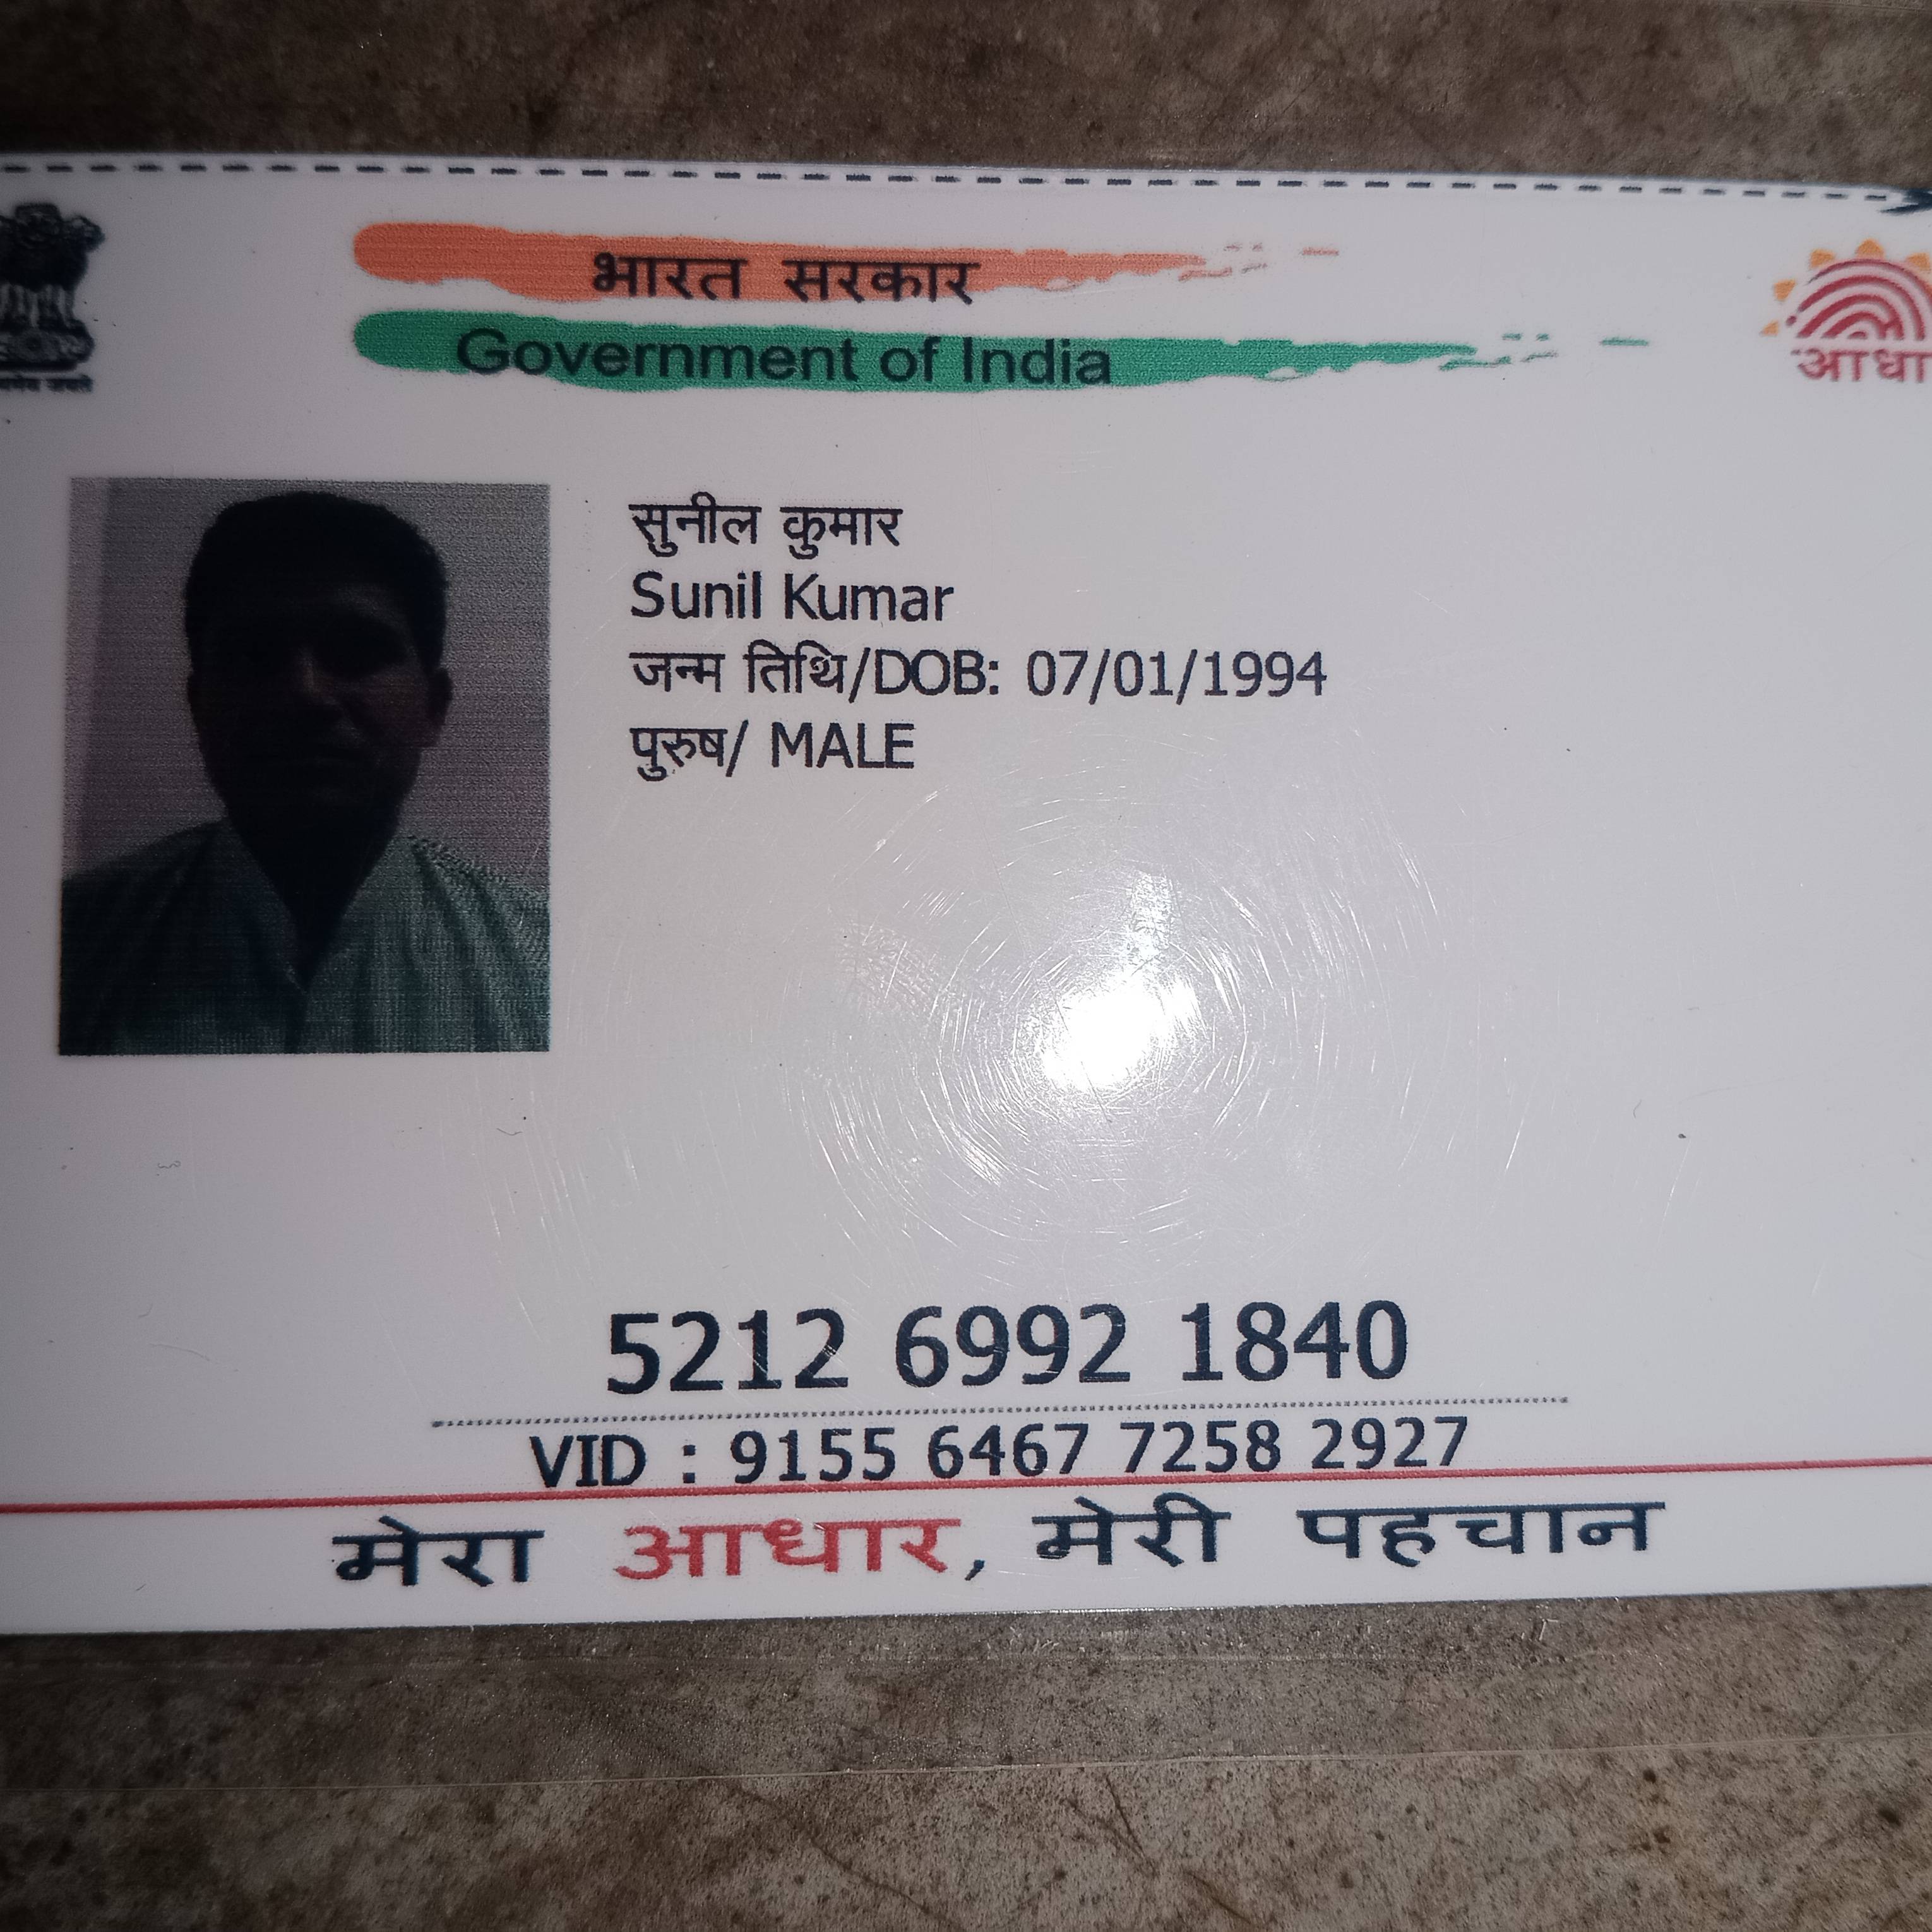 भारत सरकार
Government of India
सुनील कुमार
Sunil Kumar
जन्म तिथि/DOB: 07/01/1994
पुरुष/ MALE
5212 6992 1840
VID : 9155 6467 7258 2927
मेरा आधार, मेरी पहचान